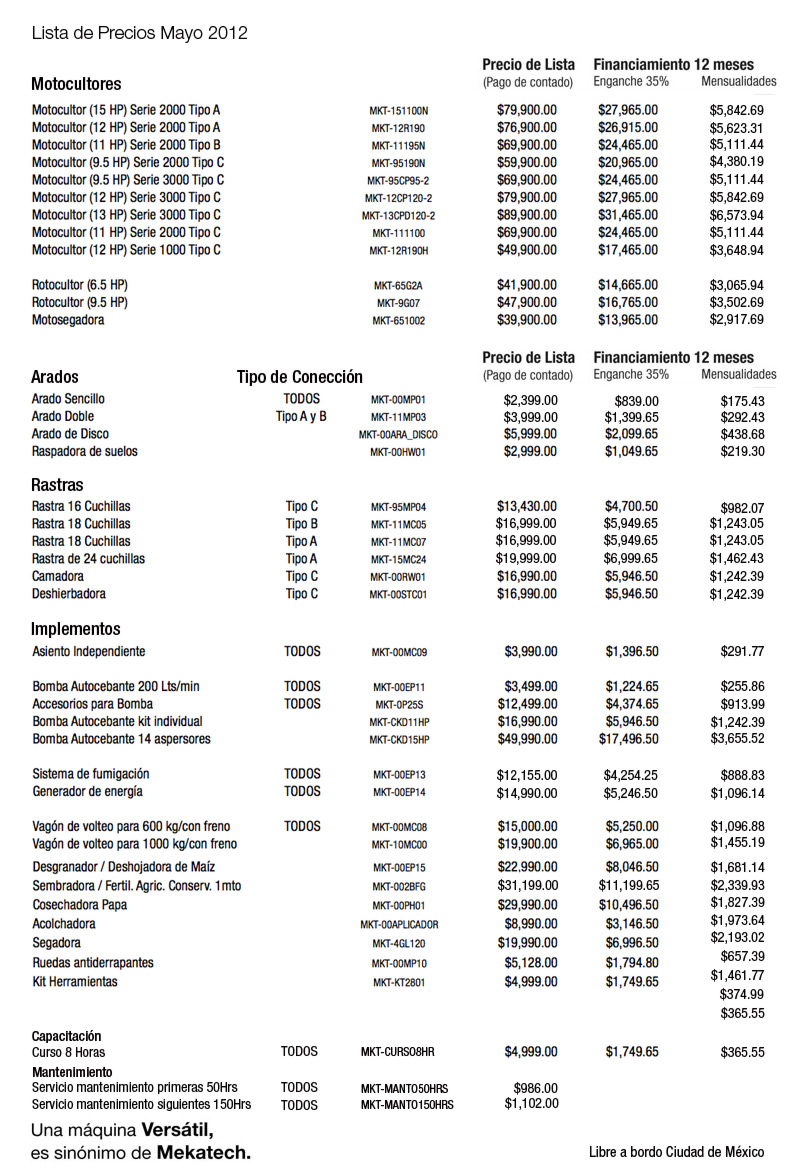 Lista de Precios Mayo 2012
Precio de Lista Financiamiento 12 meses
Motocultores (Pago de contado) Enganche 35% Mensualidades
Motocultor (15 HP) Serie 2000 Tipo A MKT-151100N $79,900.00 $27,965.00 $5,842.69
Motocultor (12 HP) Serie 2000 Tipo A MKT-12R190 $76,900.00 $26,915.00 $5,623.31
Motocultor (11 HP) Serie 2000 Tipo B MKT-11195N $69,900.00 $24,465.00 $5,111.44
Motocultor (9.5 HP) Serie 2000 Tipo C MKT-95190N $59,900.00 $20,965.00 $4,380.19
Motocultor (9.5 HP) Serie 3000 Tipo C MKT-95CP95-2 $69,900.00 $24,465.00 $5,111.44
Motocultor (12 HP) Serie 3000 Tipo C MKT-12CP120-2 $79,900.00 $27,965.00 $5,842.69
Motocultor (13 HP) Serie 3000 Tipo C MKT-13CPD120-2 $89,900.00 $31,465.00 $6,573.94
Motocultor (11 HP) Serie 2000 Tipo C MKT-111100 $69,900.00 $24,465.00 $5,111.44
Motocultor (12 HP) Serie 1000 Tipo C MKT-12R190H $49,900.00 $17,465.00 $3,648.94
Rotocultor (6.5 HP) MKT-65G2A $41,900.00 $14,665.00 $3,065.94
Rotocultor (9.5 HP) MKT-9G07 $47,900.00 $16,765.00 $3,502.69
Motosegadora MKT-651002 $39,900.00 $13,965.00 $2,917.69
Precio de Lista Financiamiento 12 meses
Arados Tipo de Conección (Pago de contado) Enganche 35% Mensualidades
Arado Sencillo TODOS MKT-00MP01 $2,399.00 $839.00 $175.43
Arado Doble Tipo A y B MKT-11MP03 $3,999.00 $1,399.65 $292.43
Arado de Disco MKT-00ARA_DISCO $5,999.00 $2,099.65 $438.68
Raspadora de suelos MKT-00HW01 $2,999.00 $1,049.65 $219.30
Rastras
Rastra 16 Cuchillas Tipo C MKT-95MP04 $13,430.00 $4,700.50 $982.07
Rastra 18 Cuchillas Tipo B MKT-11MC05 $16,999.00 $5,949.65 $1,243.05
Rastra 18 Cuchillas Tipo A MKT-11MC07 $16,999.00 $5,949.65 $1,243.05
Rastra de 24 cuchillas Tipo A MKT-15MC24 $19,999.00 $6,999.65 $1,462.43
Camadora Tipo C MKT-00RW01 $16,990.00 $5,946.50 $1,242.39
Deshierbadora Tipo C MKT-00STC01 $16,990.00 $5,946.50 $1,242.39
Implementos
Asiento Independiente TODOS MKT-00MC09 $3,990.00 $1,396.50 $291.77
Bomba Autocebante 200 Lts/min TODOS MKT-00EP11 $3,499.00 $1,224.65 $255.86
Accesorios para Bomba TODOS MKT-0P25S $12,499.00 $4,374.65 $913.99
Bomba Autocebante kit individual MKT-CKD11HP $16,990.00 $5,946.50 $1,242.39
Bomba Autocebante 14 aspersores MKT-CKD15HP $49,990.00 $17,496.50 $3,655.52
Sistema de fumigación TODOS MKT-00EP13 $12,155.00 $4,254.25 $888.83
Generador de energía TODOS MKT-00EP14 $14,990.00 $5,246.50 $1,096.14
Vagón de volteo para 600 kg/con freno TODOS MKT-00MC08 $15,000.00 $5,250.00 $1,096.88
Vagón de volteo para 1000 kg/con freno MKT-10MC00 $19,900.00 $6,965.00 $1,455.19
Desgranador / Deshojadora de Maíz MKT-00EP15 $22,990.00 $8,046.50 $1,681.14
Sembradora / Fertil. Agric. Conserv. 1mto MKT-002BFG $31,199.00 $11,199.65 $2,339.93
Cosechadora Papa MKT-00PH01 $29,990.00 $10,496.50 $1,827.39
Acolchadora MKT-00APLICADOR $8,990.00 $3,146.50 $1,973.64
Segadora MKT-4GL120 $19,990.00 $6,996.50 $2,193.02
Ruedas antiderrapantes MKT-00MP10 $5,128.00 $1,794.80 $657.39
Kit Herramientas MKT-KT2801 $4,999.00 $1,749.65 $1,461.77
$374.99
$365.55
Capacitación
Curso 8 Horas TODOS MKT-CURSO8HR $4,999.00 $1,749.65 $365.55
Mantenimiento
Servicio mantenimiento primeras 50Hrs TODOS MKT-MANTO50HRS $986.00
Servicio mantenimiento siguientes 150Hrs TODOS MKT-MANTO150HRS $1,102.00
Una máquina Versátil,
es sinónimo de Mekatech. Libre a bordo Ciudad de México